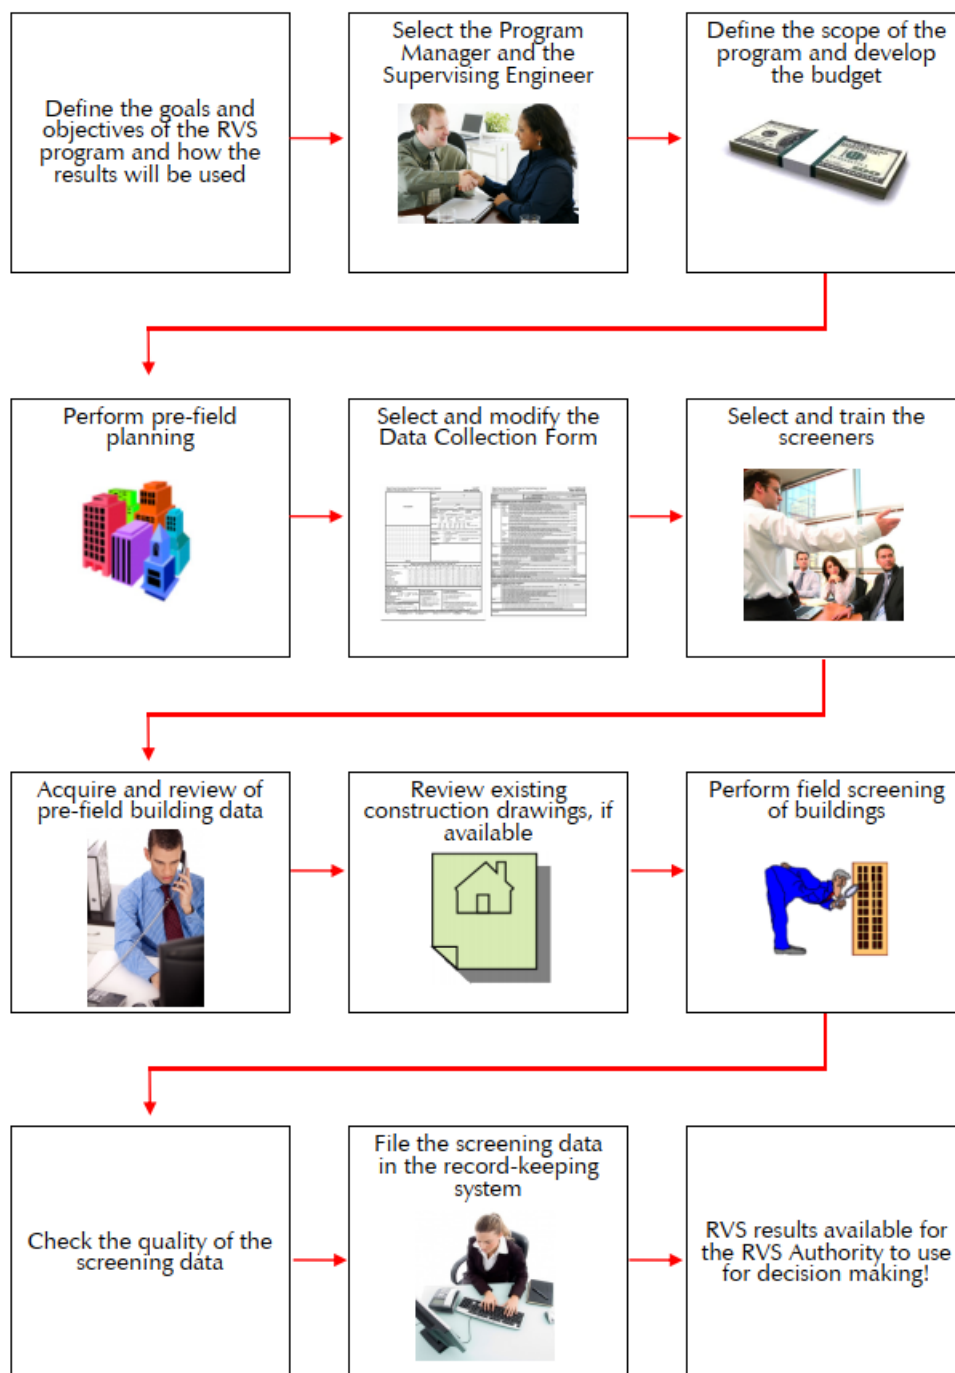 Define the goals and
objectives of the RVS
program and how the
results will be used
Select the Program
Manager and the
Supervising Engineer
Define the scope of the
program and develop
the budget
Perform pre-field
planning
Select and modify the
Data Collection Form
Select and train the
screeners
Acquire and review of
pre-field building data
Review existing
construction drawings, if
available
Perform field screening
of buildings
Check the quality of the
screening data
File the screening data
in the record-keeping
system
RVS results available for
the RVS Authority to use
for decision making!